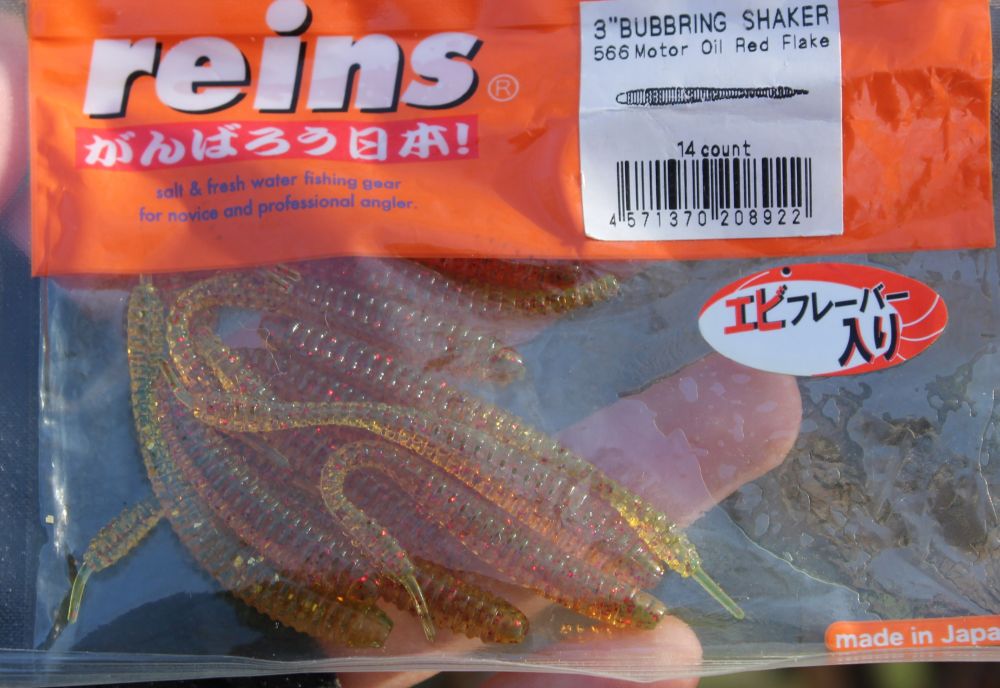 reins®
がんばろう日本!
salt & fresh water fishing gear
for novice and professional angler.
3"BUBBRING SHAKER
566 Motor Oil Red Flake
14 count
4 571370 208922
エビフレーバー
入り
made in Japa